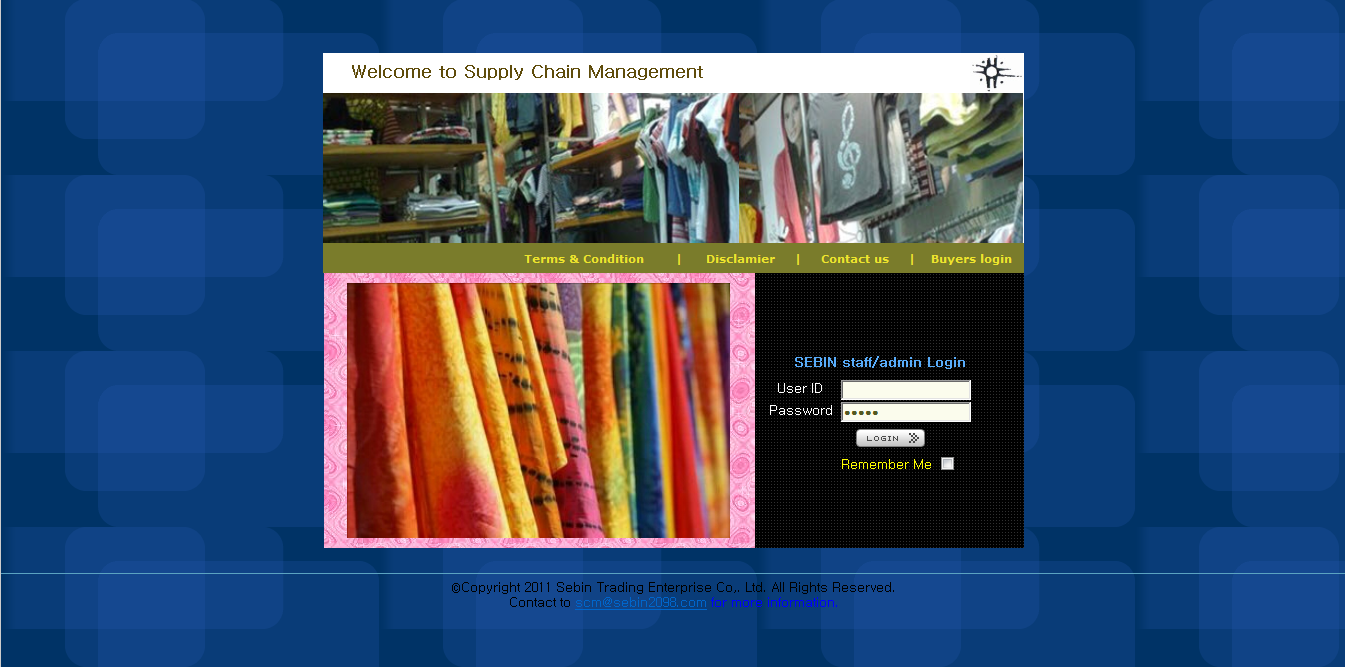 Welcome to Supply Chain Management
Terms & Condition | Disclamier | Contact us | Buyers login
SEBIN staff/admin Login
User ID
Password •••••
LOGIN
Remember Me
©Copyright 2011 Sebin Trading Enterprise Co,. Ltd. All Rights Reserved.
Contact to scm@sebin2098.com for more information.